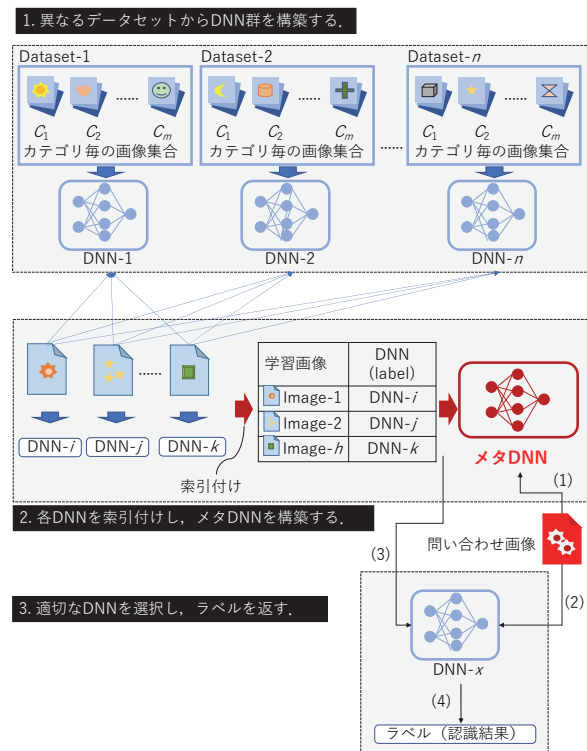 1. 異なるデータセットからDNN群を構築する．
Dataset-1
Dataset-2
Dataset-n
......
......
......
C1 C2 Cm
C1 C2 Cm
C1 C2 Cm
カテゴリ毎の画像集合
カテゴリ毎の画像集合
......
カテゴリ毎の画像集合
DNN-1
DNN-2
DNN-n
......
学習画像
DNN
(label)
Image-1 DNN-i
Image-2 DNN-j
Image-h DNN-k
DNN-i
DNN-j
DNN-k
索引付け
メタDNN
(1)
2. 各DNNを索引付けし，メタDNNを構築する．
問い合わせ画像
(3)
(2)
3. 適切なDNNを選択し，ラベルを返す．
DNN-x
(4)
ラベル（認識結果）